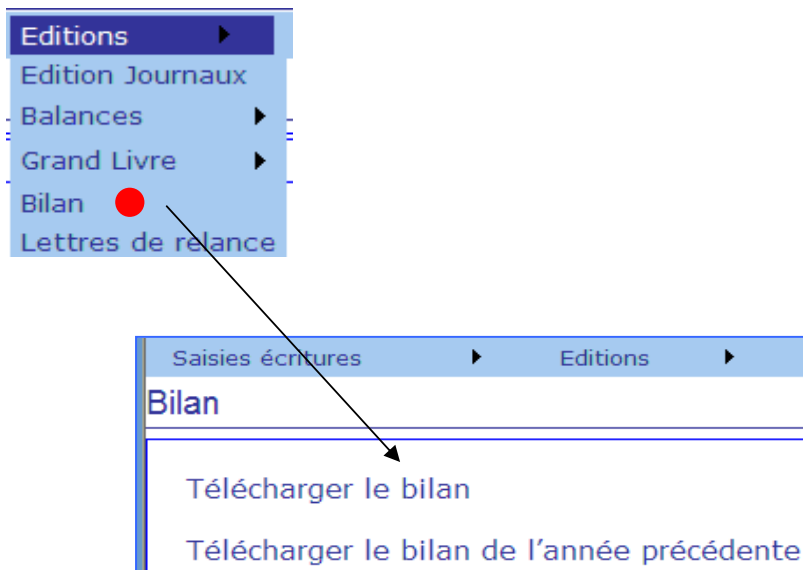 Editions
Edition Journaux
Balances
Grand Livre
Bilan
Lettres de relance
Saisies écritures Editions
Bilan
Télécharger le bilan
Télécharger le bilan de l'année précédente